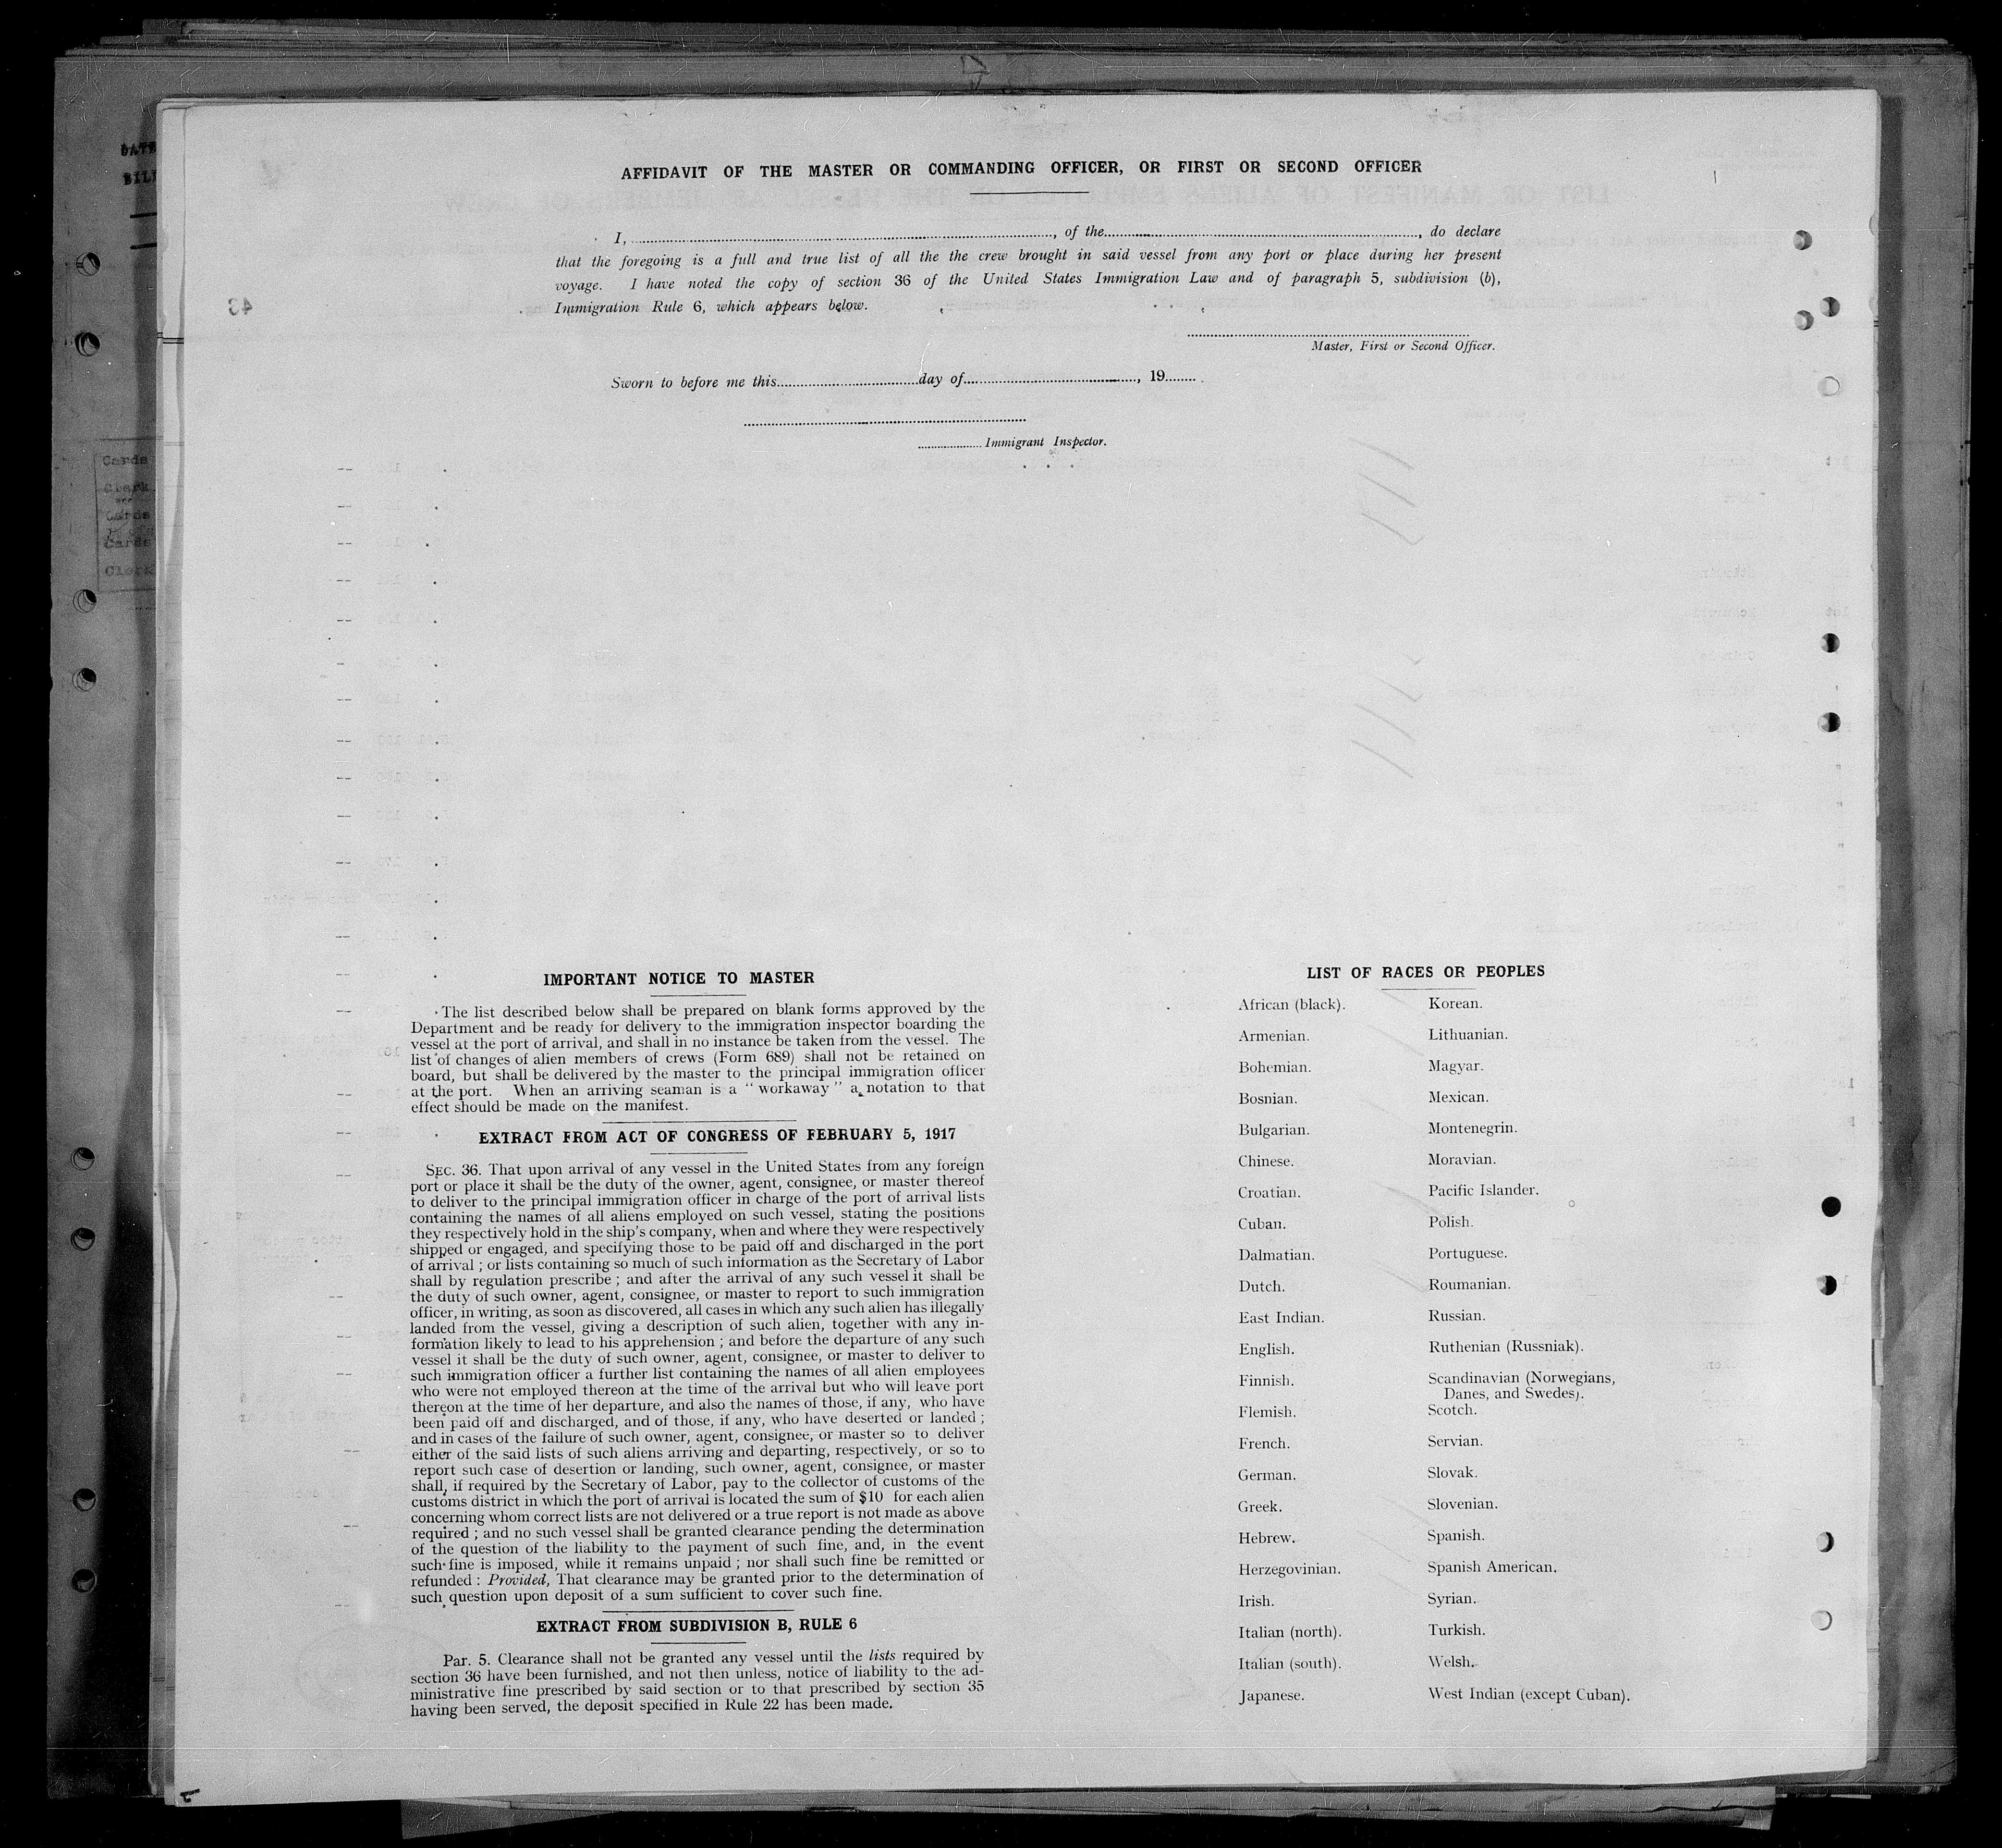 AFFIDAVIT OF THE MASTER OR COMMANDING OFFICER, OR FIRST OR SECOND OFFICER
I, ........, of the ........, do declare
that the foregoing is a full and true list of all the the crew brought in said vessel from any port or place during her present
voyage. I have noted the copy of section 36 of the United States Immigration Law and of paragraph 5, subdivision (b),
Immigration Rule 6, which appears below.
Master, First or Second Officer.
Sworn to before me this ........ day of ........, 19 ....
........ Immigrant Inspector.
43
Cards
Clerk
Cards
Cards
Clerk
IMPORTANT NOTICE TO MASTER
The list described below shall be prepared on blank forms approved by the
Department and be ready for delivery to the immigration inspector boarding the
vessel at the port of arrival, and shall in no instance be taken from the vessel. The
list of changes of alien members of crews (Form 689) shall not be retained on
board, but shall be delivered by the master to the principal immigration officer
at the port. When an arriving seaman is a "workaway" a notation to that
effect should be made on the manifest.
EXTRACT FROM ACT OF CONGRESS OF FEBRUARY 5, 1917
SEC. 36. That upon arrival of any vessel in the United States from any foreign
port or place it shall be the duty of the owner, agent, consignee, or master thereof
to deliver to the principal immigration officer in charge of the port of arrival lists
containing the names of all aliens employed on such vessel, stating the positions
they respectively hold in the ship's company, when and where they were respectively
shipped or engaged, and specifying those to be paid off and discharged in the port
of arrival ; or lists containing so much of such information as the Secretary of Labor
shall by regulation prescribe ; and after the arrival of any such vessel it shall be
the duty of such owner, agent, consignee, or master to report to such immigration
officer, in writing, as soon as discovered, all cases in which any such alien has illegally
landed from the vessel, giving a description of such alien, together with any in-
formation likely to lead to his apprehension ; and before the departure of any such
vessel it shall be the duty of such owner, agent, consignee, or master to deliver to
such immigration officer a further list containing the names of all alien employees
who were not employed thereon at the time of the arrival but who will leave port
thereon at the time of her departure, and also the names of those, if any, who have
been paid off and discharged, and of those, if any, who have deserted or landed ;
and in cases of the failure of such owner, agent, consignee, or master so to deliver
either of the said lists of such aliens arriving and departing, respectively, or so to
report such case of desertion or landing, such owner, agent, consignee, or master
shall, if required by the Secretary of Labor, pay to the collector of customs of the
customs district in which the port of arrival is located the sum of $10 for each alien
concerning whom correct lists are not delivered or a true report is not made as above
required ; and no such vessel shall be granted clearance pending the determination
of the question of the liability to the payment of such fine, and, in the event
such fine is imposed, while it remains unpaid ; nor shall such fine be remitted or
refunded : Provided, That clearance may be granted prior to the determination of
such question upon deposit of a sum sufficient to cover such fine.
EXTRACT FROM SUBDIVISION B, RULE 6
Par. 5. Clearance shall not be granted any vessel until the lists required by
section 36 have been furnished, and not then unless, notice of liability to the ad-
ministrative fine prescribed by said section or to that prescribed by section 35
having been served, the deposit specified in Rule 22 has been made.
LIST OF RACES OR PEOPLES
African (black).
Armenian.
Bohemian.
Bosnian.
Bulgarian.
Chinese.
Croatian.
Cuban.
Dalmatian.
Dutch.
East Indian.
English.
Finnish.
Flemish.
French.
German.
Greek.
Hebrew.
Herzegovinian.
Irish.
Italian (north).
Italian (south).
Japanese.
Korean.
Lithuanian.
Magyar.
Mexican.
Montenegrin.
Moravian.
Pacific Islander.
Polish.
Portuguese.
Roumanian.
Russian.
Ruthenian (Russniak).
Scandinavian (Norwegians,
Danes, and Swedes).
Scotch.
Servian.
Slovak.
Slovenian.
Spanish.
Spanish American.
Syrian.
Turkish.
Welsh.
West Indian (except Cuban).